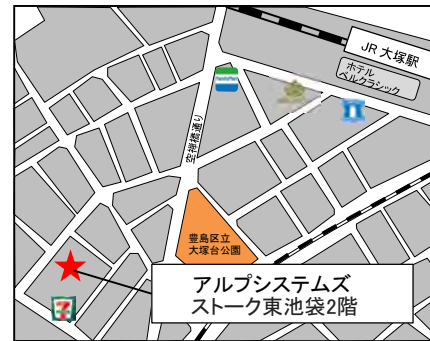 JR 大塚駅
ホテル
ベルクラシック
FamilyMart
空蝉橋通り
豊島区立
大塚台公園
アルプシステムズ
ストーク東池袋2階